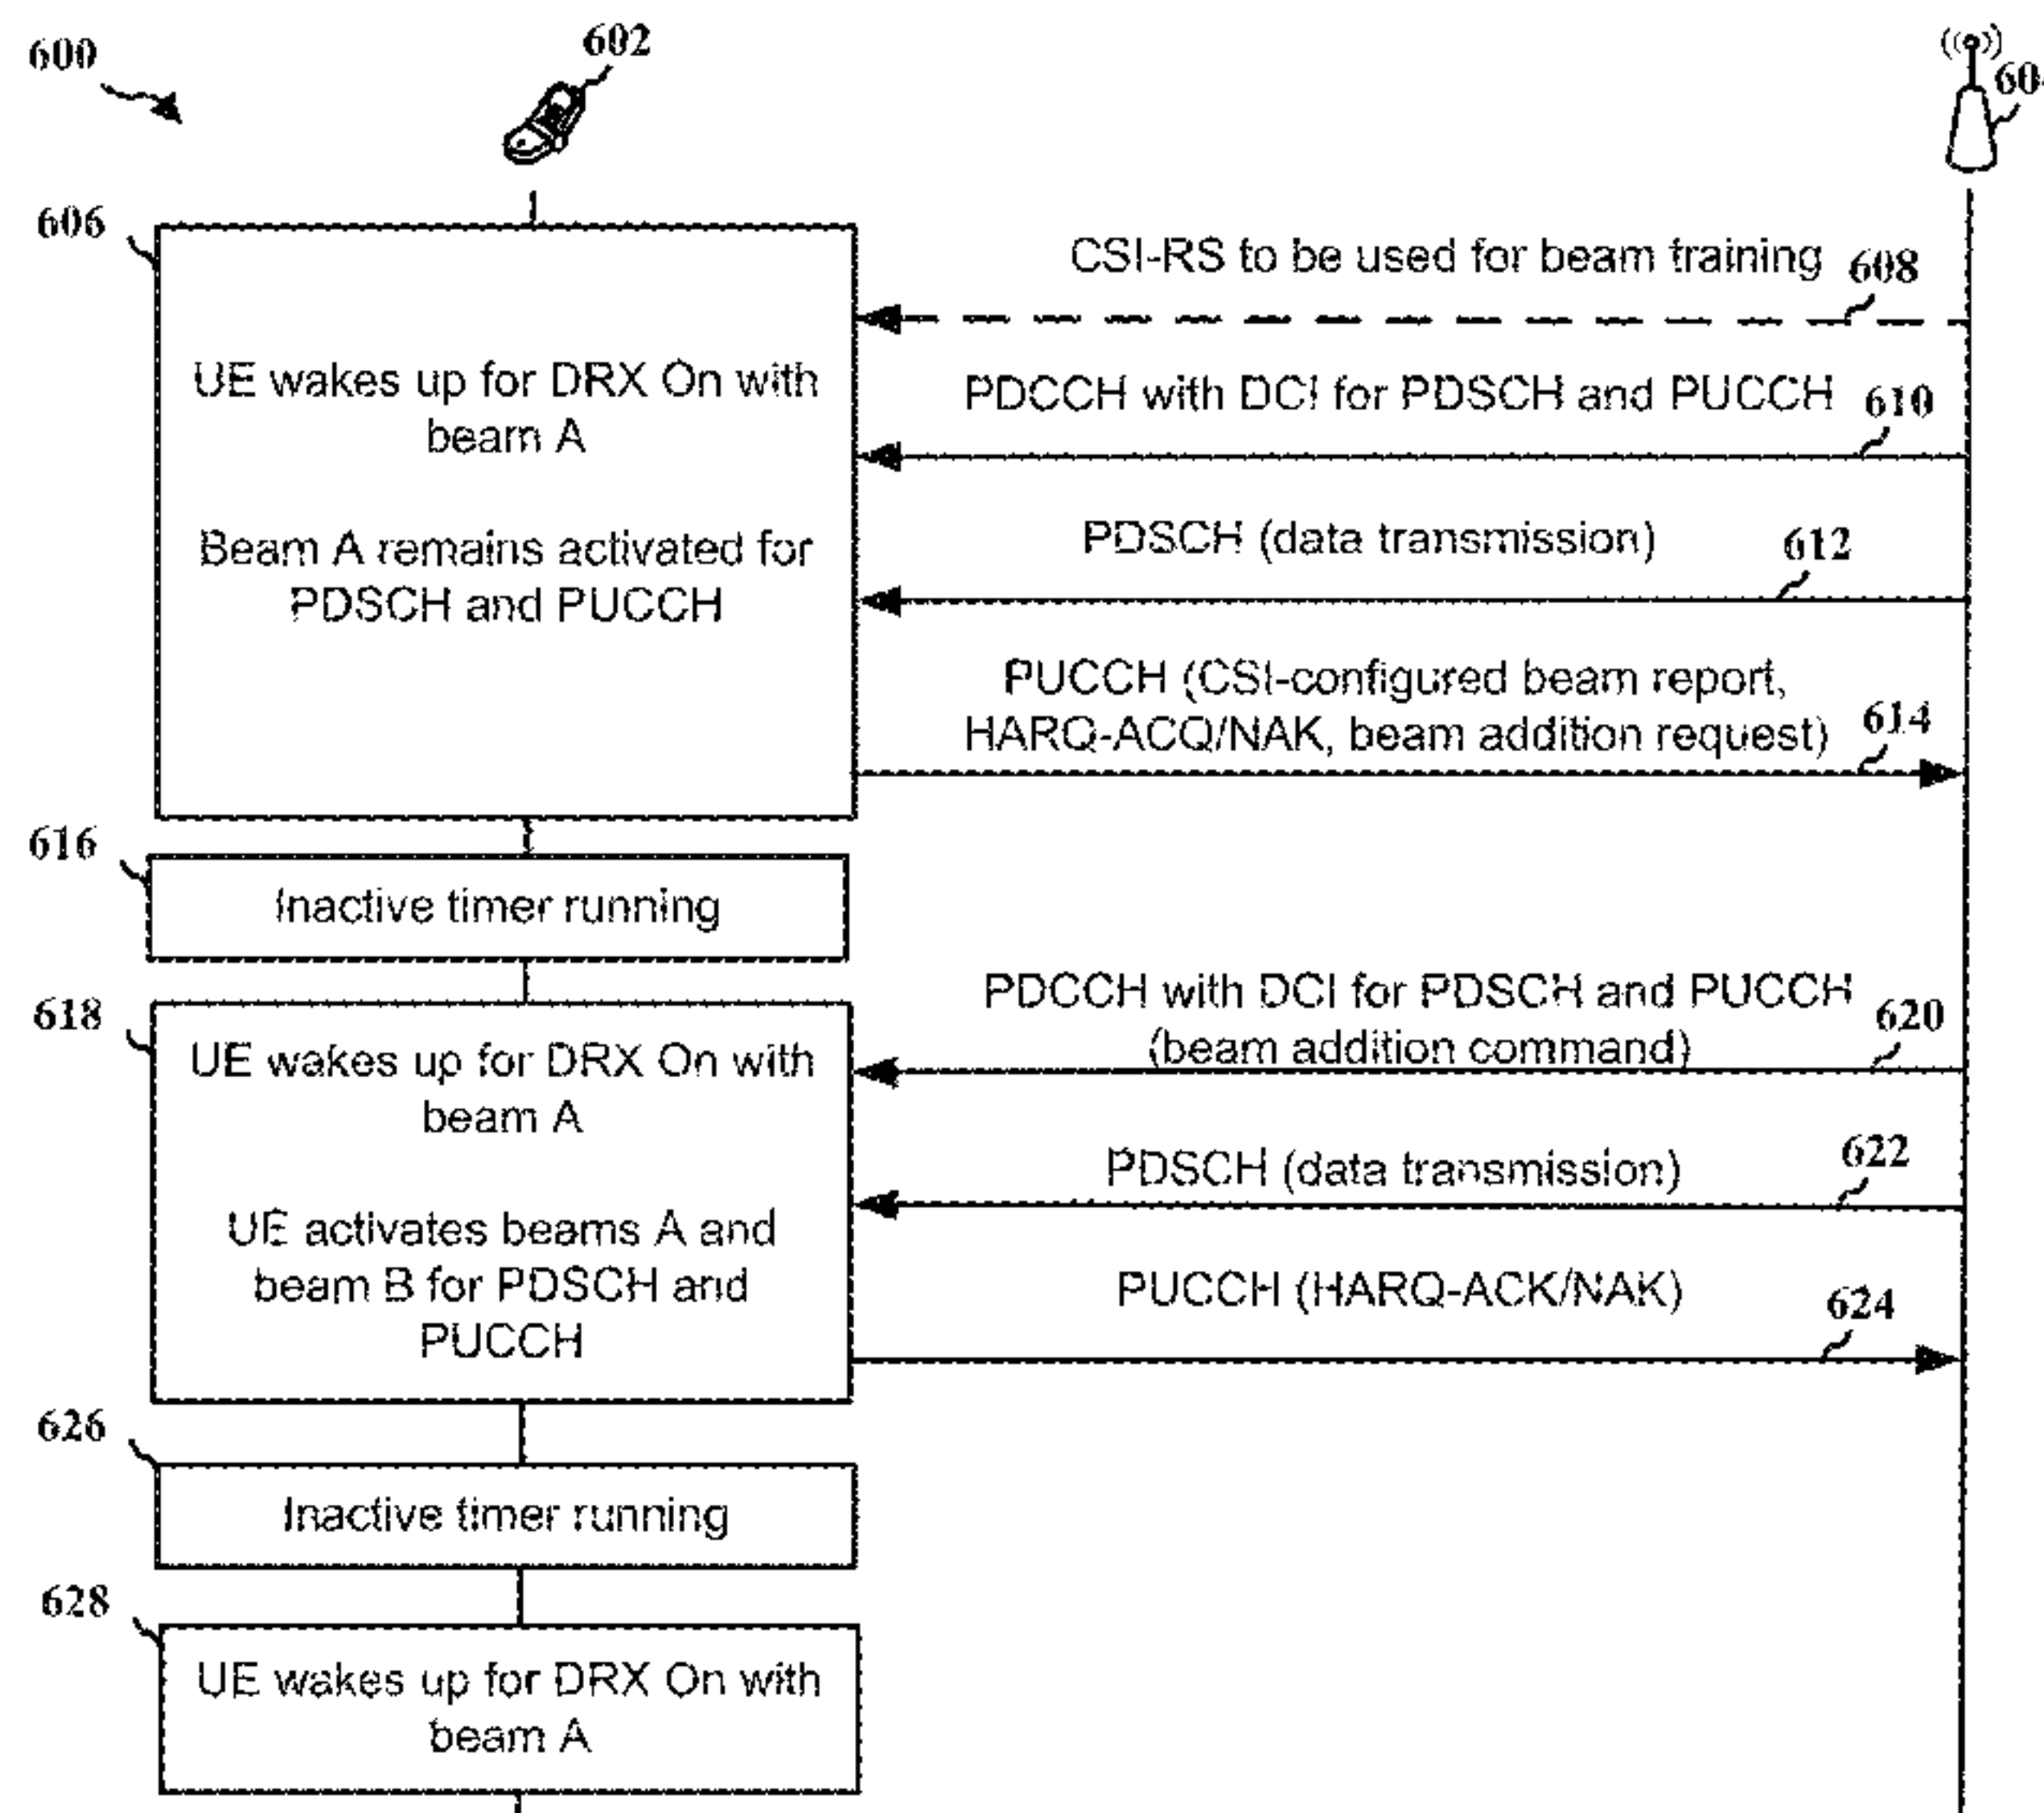 600
602
606
CSI-RS to be used for beam training
608
UE wakes up for DRX On with
beam A
PDCCH with DCI for PDSCH and PUCCH
610
Beam A remains activated for
PDSCH and PUCCH
PDSCH (data transmission)
612
PUCCH (CSI-configured beam report,
HARQ-ACQ/NAK, beam addition request)
614
616
Inactive timer running
618
UE wakes up for DRX On with
beam A
UE activates beams A and
beam B for PDSCH and
PUCCH
PDCCH with DCI for PDSCH and PUCCH
(beam addition command)
620
PDSCH (data transmission)
622
PUCCH (HARQ-ACK/NAK)
624
626
Inactive timer running
628
UE wakes up for DRX On with
beam A